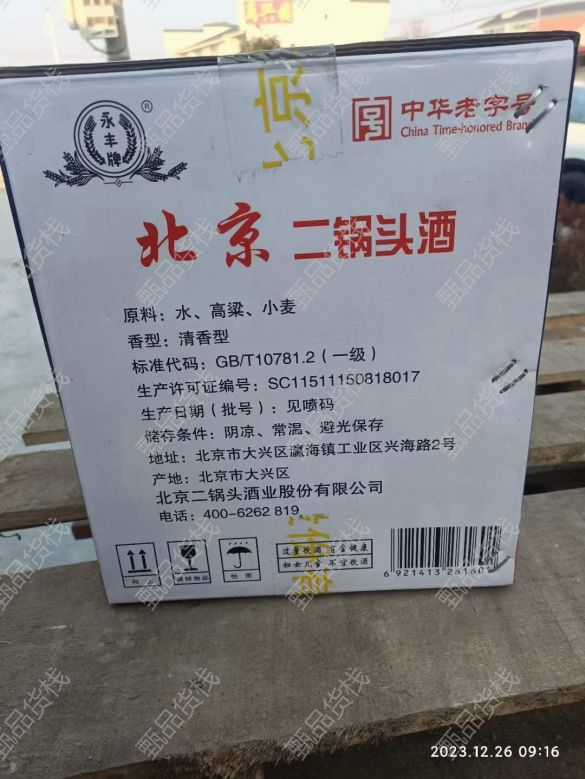 永丰牌
®
京
中华老字号
China Time-honored Brand
北京 二锅头酒
原料：水、高粱、小麦
香型：清香型
标准代码：GB/T10781.2（一级）
生产许可证编号：SC11511150818017
生产日期（批号）：见喷码
储存条件：阴凉、常温、避光保存
地址：北京市大兴区瀛海镇工业区兴海路2号
产地：北京市大兴区
北京二锅头酒业股份有限公司
电话：400-6262 819
向上
易碎物品
怕雨
过量饮酒 有害健康
妇女儿童 不宜饮酒
6 921413
甄品货栈
2023.12.26 09:16